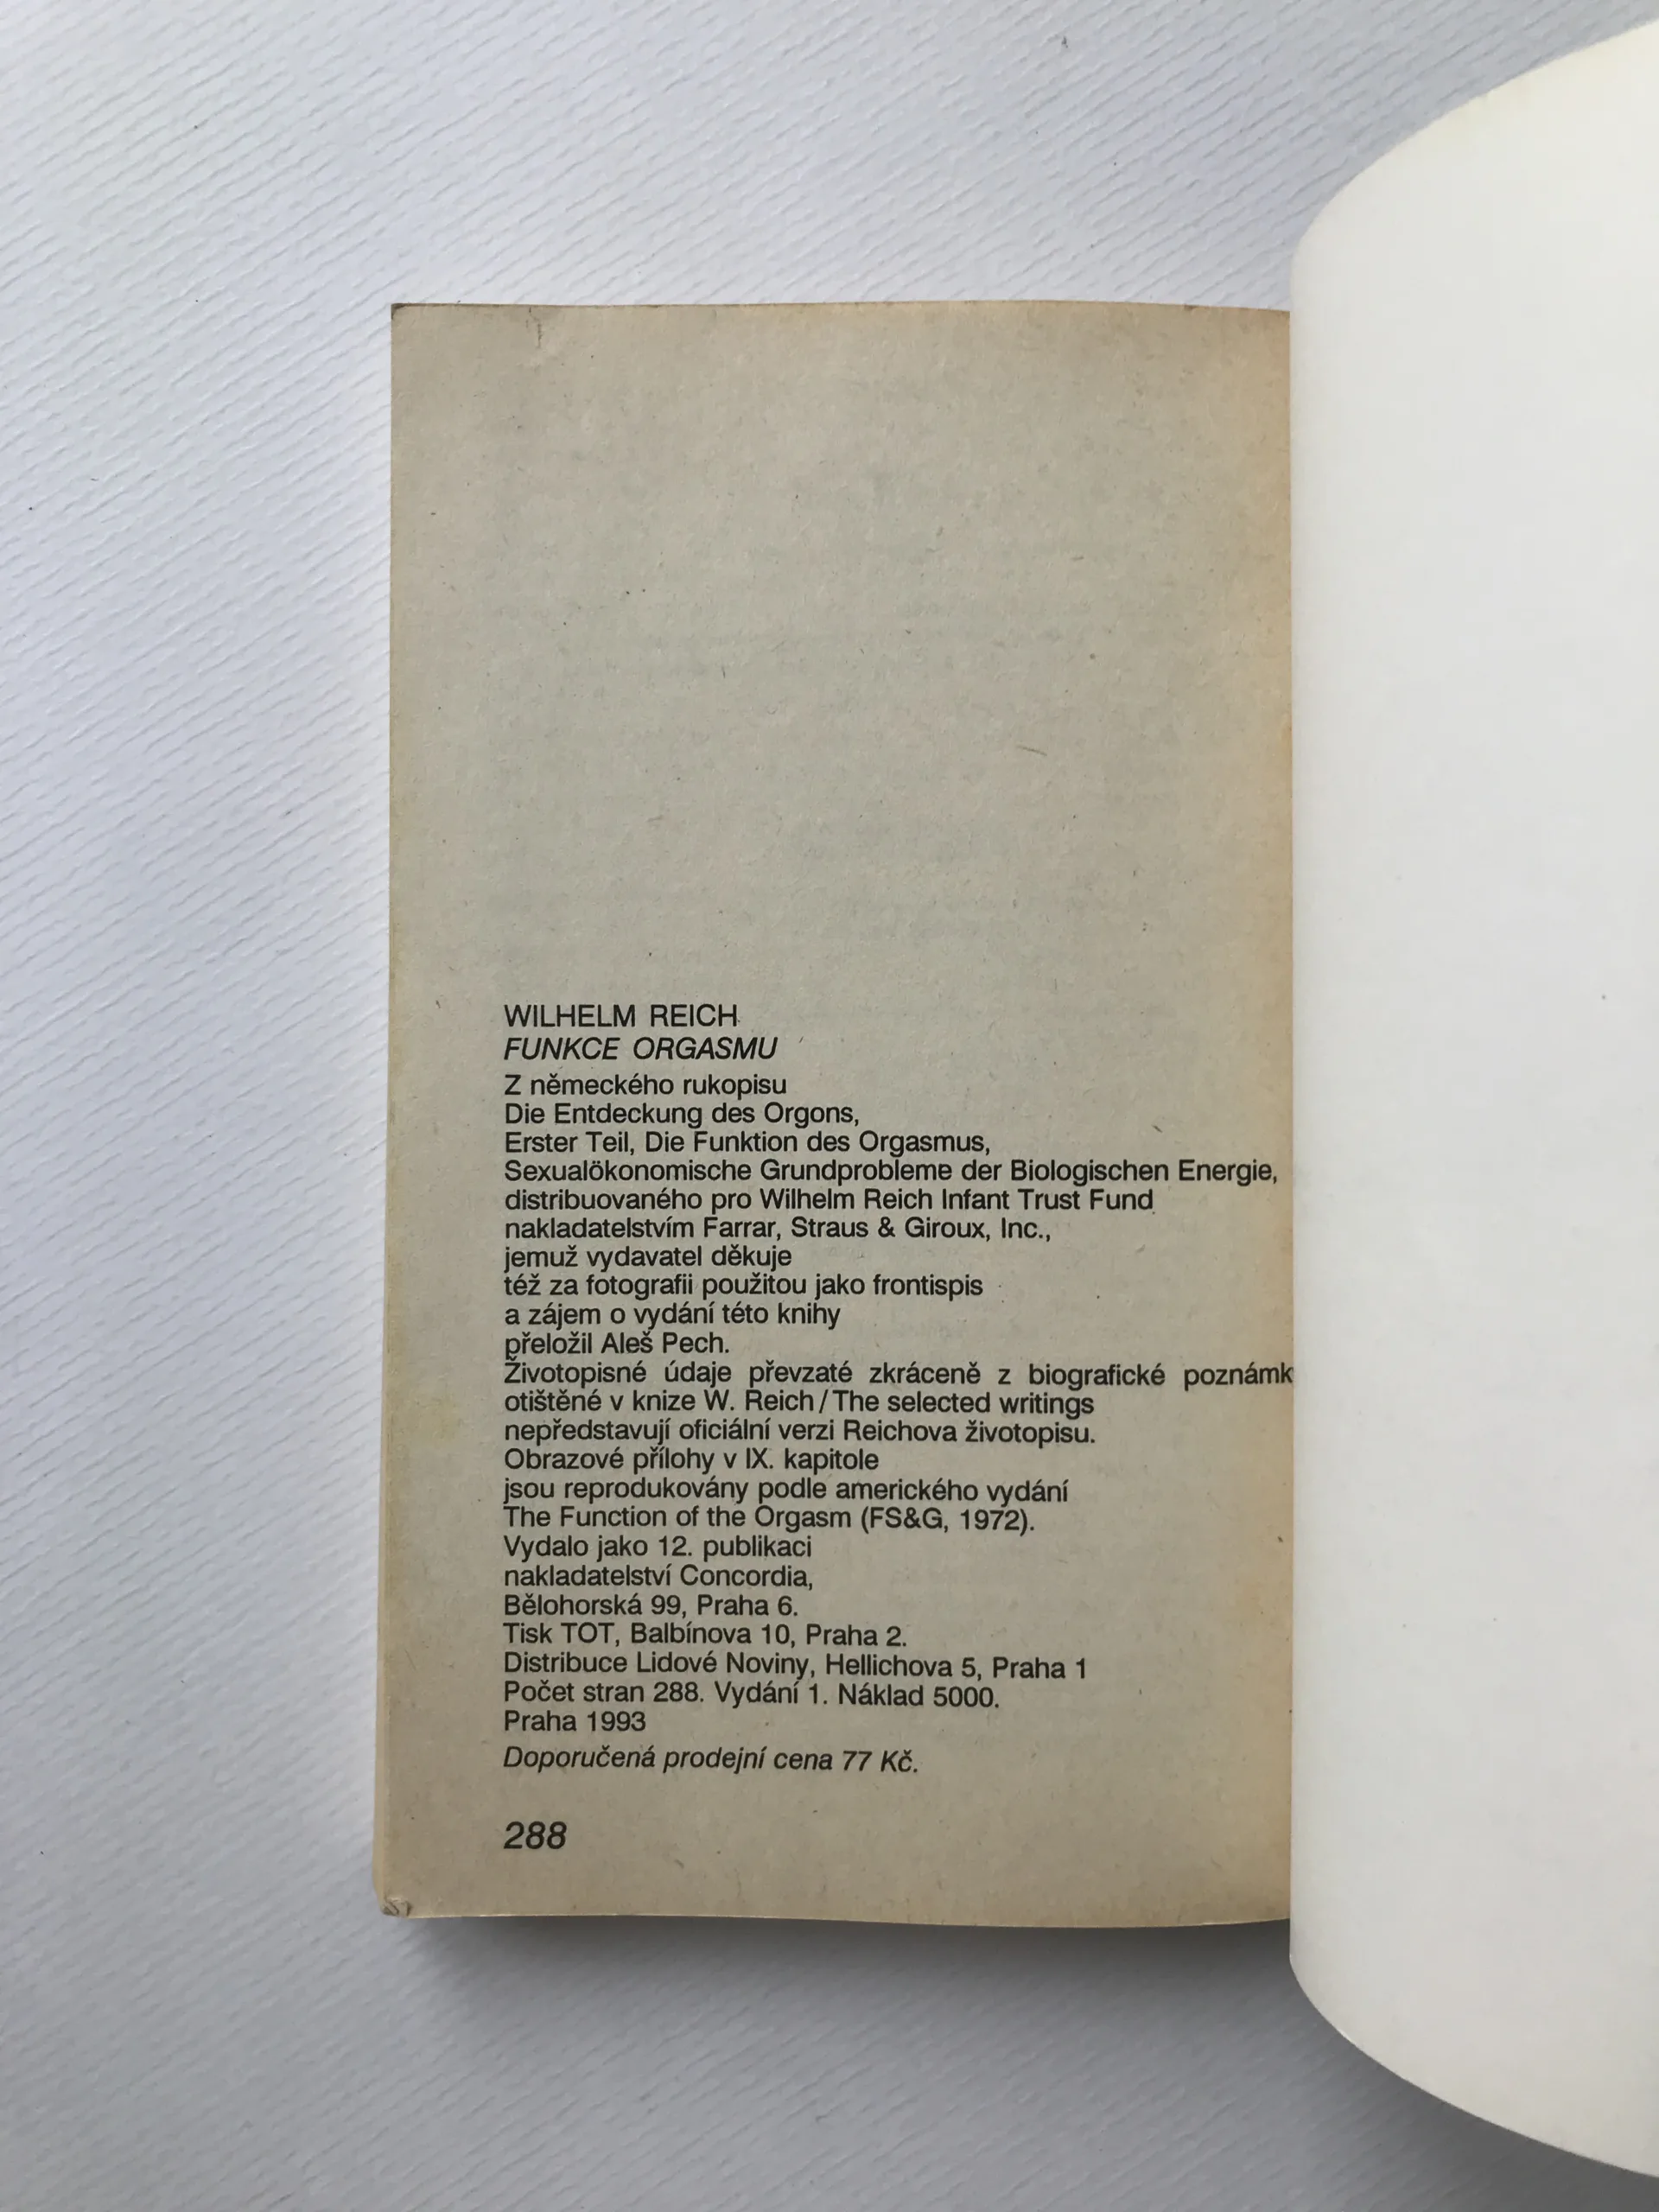 WILHELM REICH
FUNKCE ORGASMU
Z německého rukopisu
Die Entdeckung des Orgons,
Erster Teil, Die Funktion des Orgasmus,
Sexualökonomische Grundprobleme der Biologischen Energie,
distribuovaného pro Wilhelm Reich Infant Trust Fund
nakladatelstvím Farrar, Straus & Giroux, Inc.,
jemuž vydavatel děkuje
též za fotografii použitou jako frontispis
a zájem o vydání této knihy
přeložil Aleš Pech.
Životopisné údaje převzaté zkráceně z biografické poznámk
otištěné v knize W. Reich/The selected writings
nepředstavují oficiální verzi Reichova životopisu.
Obrazové přílohy v IX. kapitole
jsou reprodukovány podle amerického vydání
The Function of the Orgasm (FS&G, 1972).
Vydalo jako 12. publikaci
nakladatelství Concordia,
Bělohorská 99, Praha 6.
Tisk TOT, Balbínova 10, Praha 2.
Distribuce Lidové Noviny, Hellichova 5, Praha 1
Počet stran 288. Vydání 1. Náklad 5000.
Praha 1993
Doporučená prodejní cena 77 Kč.
288